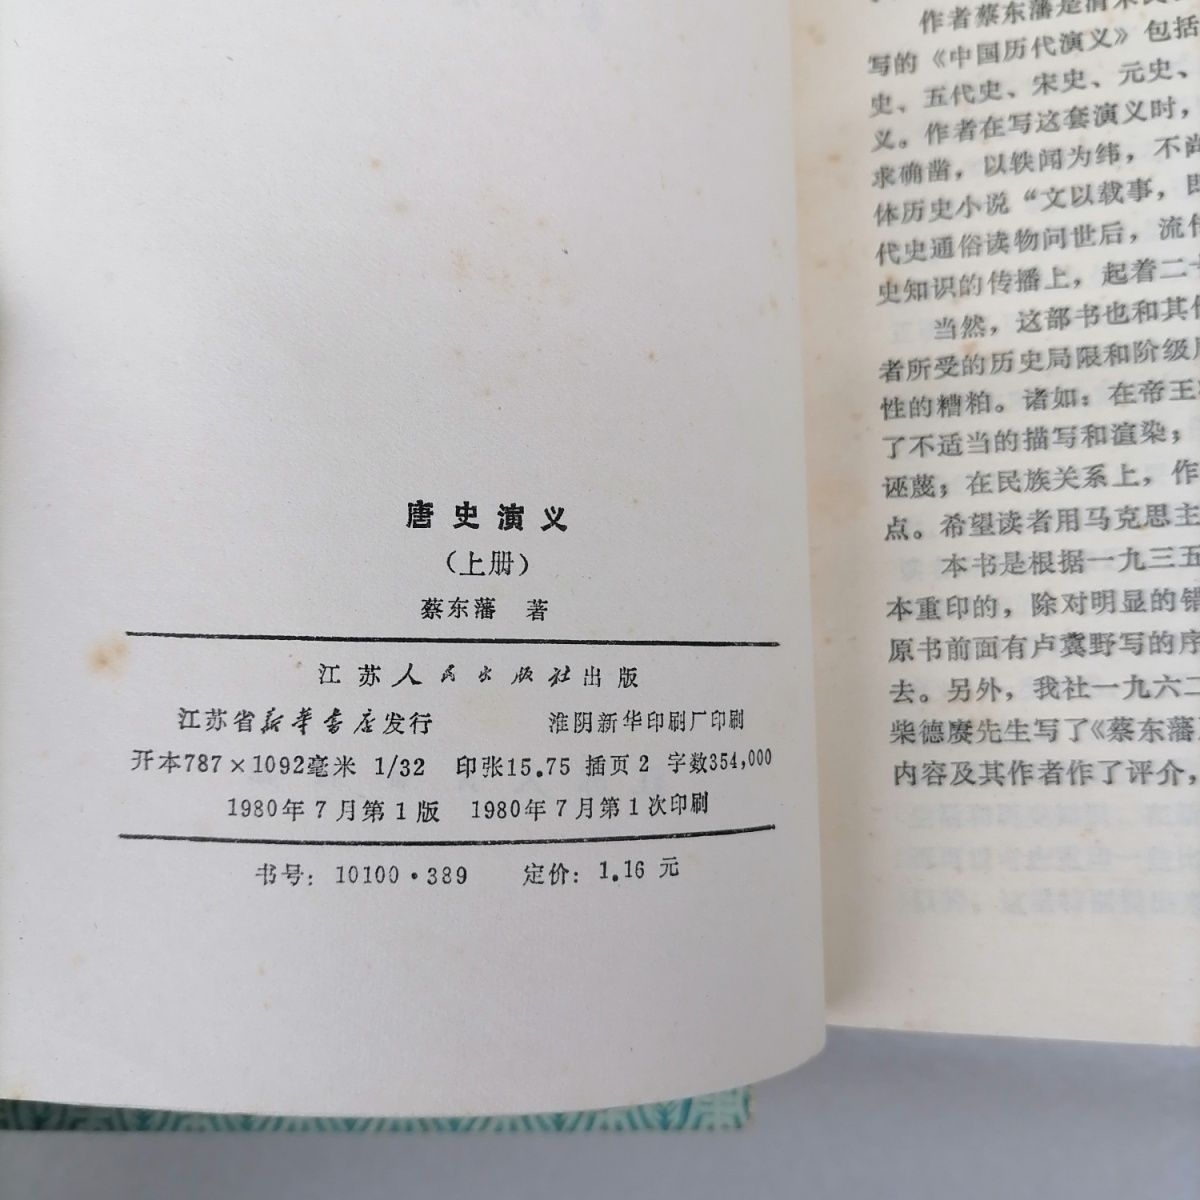 唐史演义
（上册）
蔡东藩 著
江苏人民出版社出版
江苏省新华书店发行 淮阴新华印刷厂印刷
开本787×1092毫米 1/32 印张15.75 插页2 字数354,000
1980年7月第1版 1980年7月第1次印刷
书号：10100·389 定价：1.16 元
作者蔡东藩是清末民
写的《中国历代演义》包括
史、五代史、宋史、元史、
义。作者在写这套演义时，
求确凿，以轶闻为纬，不尚
体历史小说“文以载事，即
代史通俗读物问世后，流传
史知识的传播上，起着二十
当然，这部书也和其他
者所受的历史局限和阶级局
性的糟粕。诸如：在帝王
了不适当的描写和渲染；
诬蔑；在民族关系上，作
点。希望读者用马克思主
本书是根据一九三五
本重印的，除对明显的错
原书前面有卢冀野写的序
去。另外，我社一九六二
柴德赓先生写了《蔡东藩
内容及其作者作了评介，